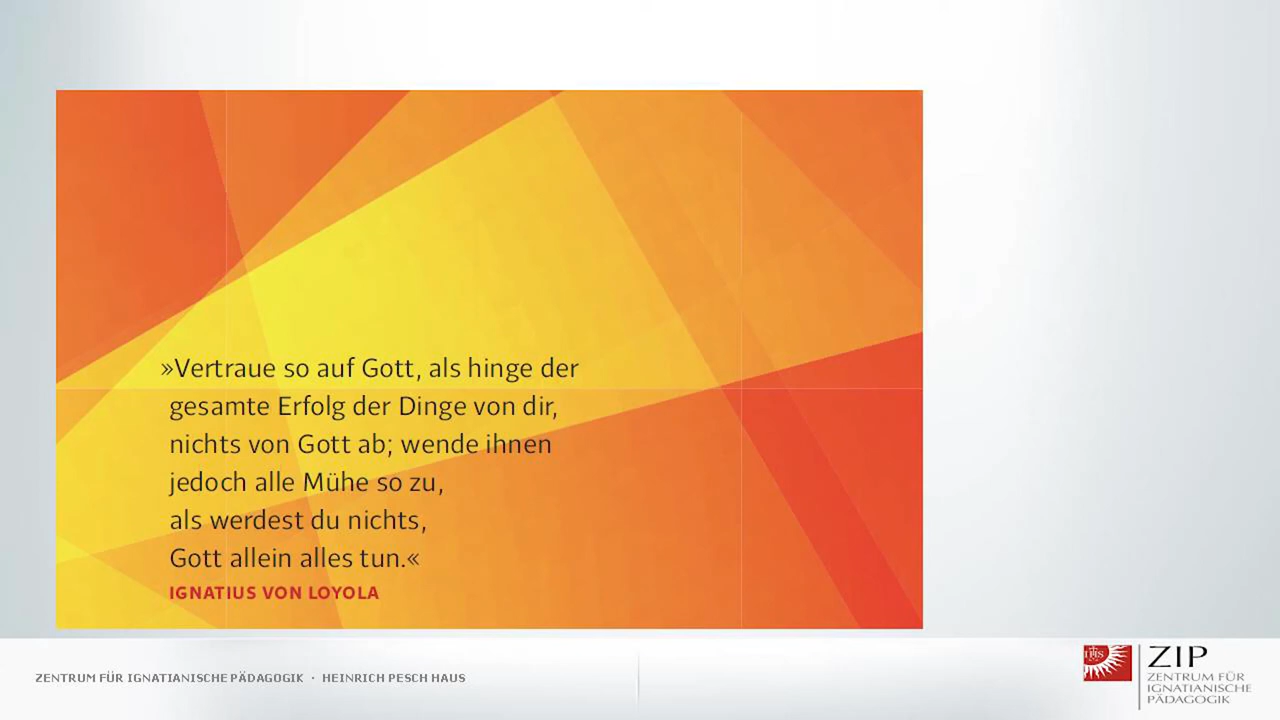 »Vertraue so auf Gott, als hinge der
gesamte Erfolg der Dinge von dir,
nichts von Gott ab; wende ihnen
jedoch alle Mühe so zu,
als werdest du nichts,
Gott allein alles tun.«
IGNATIUS VON LOYOLA
ZENTRUM FÜR IGNATIANISCHE PÄDAGOGIK · HEINRICH PESCH HAUS
IHS
ZIP
ZENTRUM FÜR
IGNATIANISCHE
PÄDAGOGIK